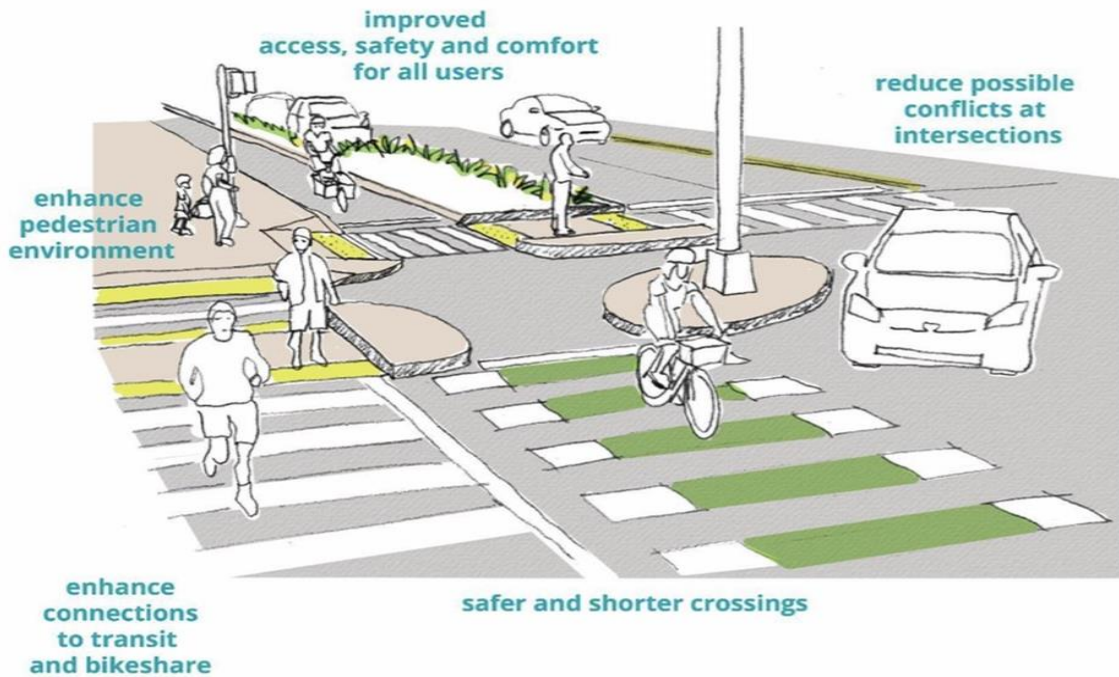 improved
access, safety and comfort
for all users
reduce possible
conflicts at
intersections
enhance
pedestrian
environment
enhance
connections
to transit
and bikeshare
safer and shorter crossings